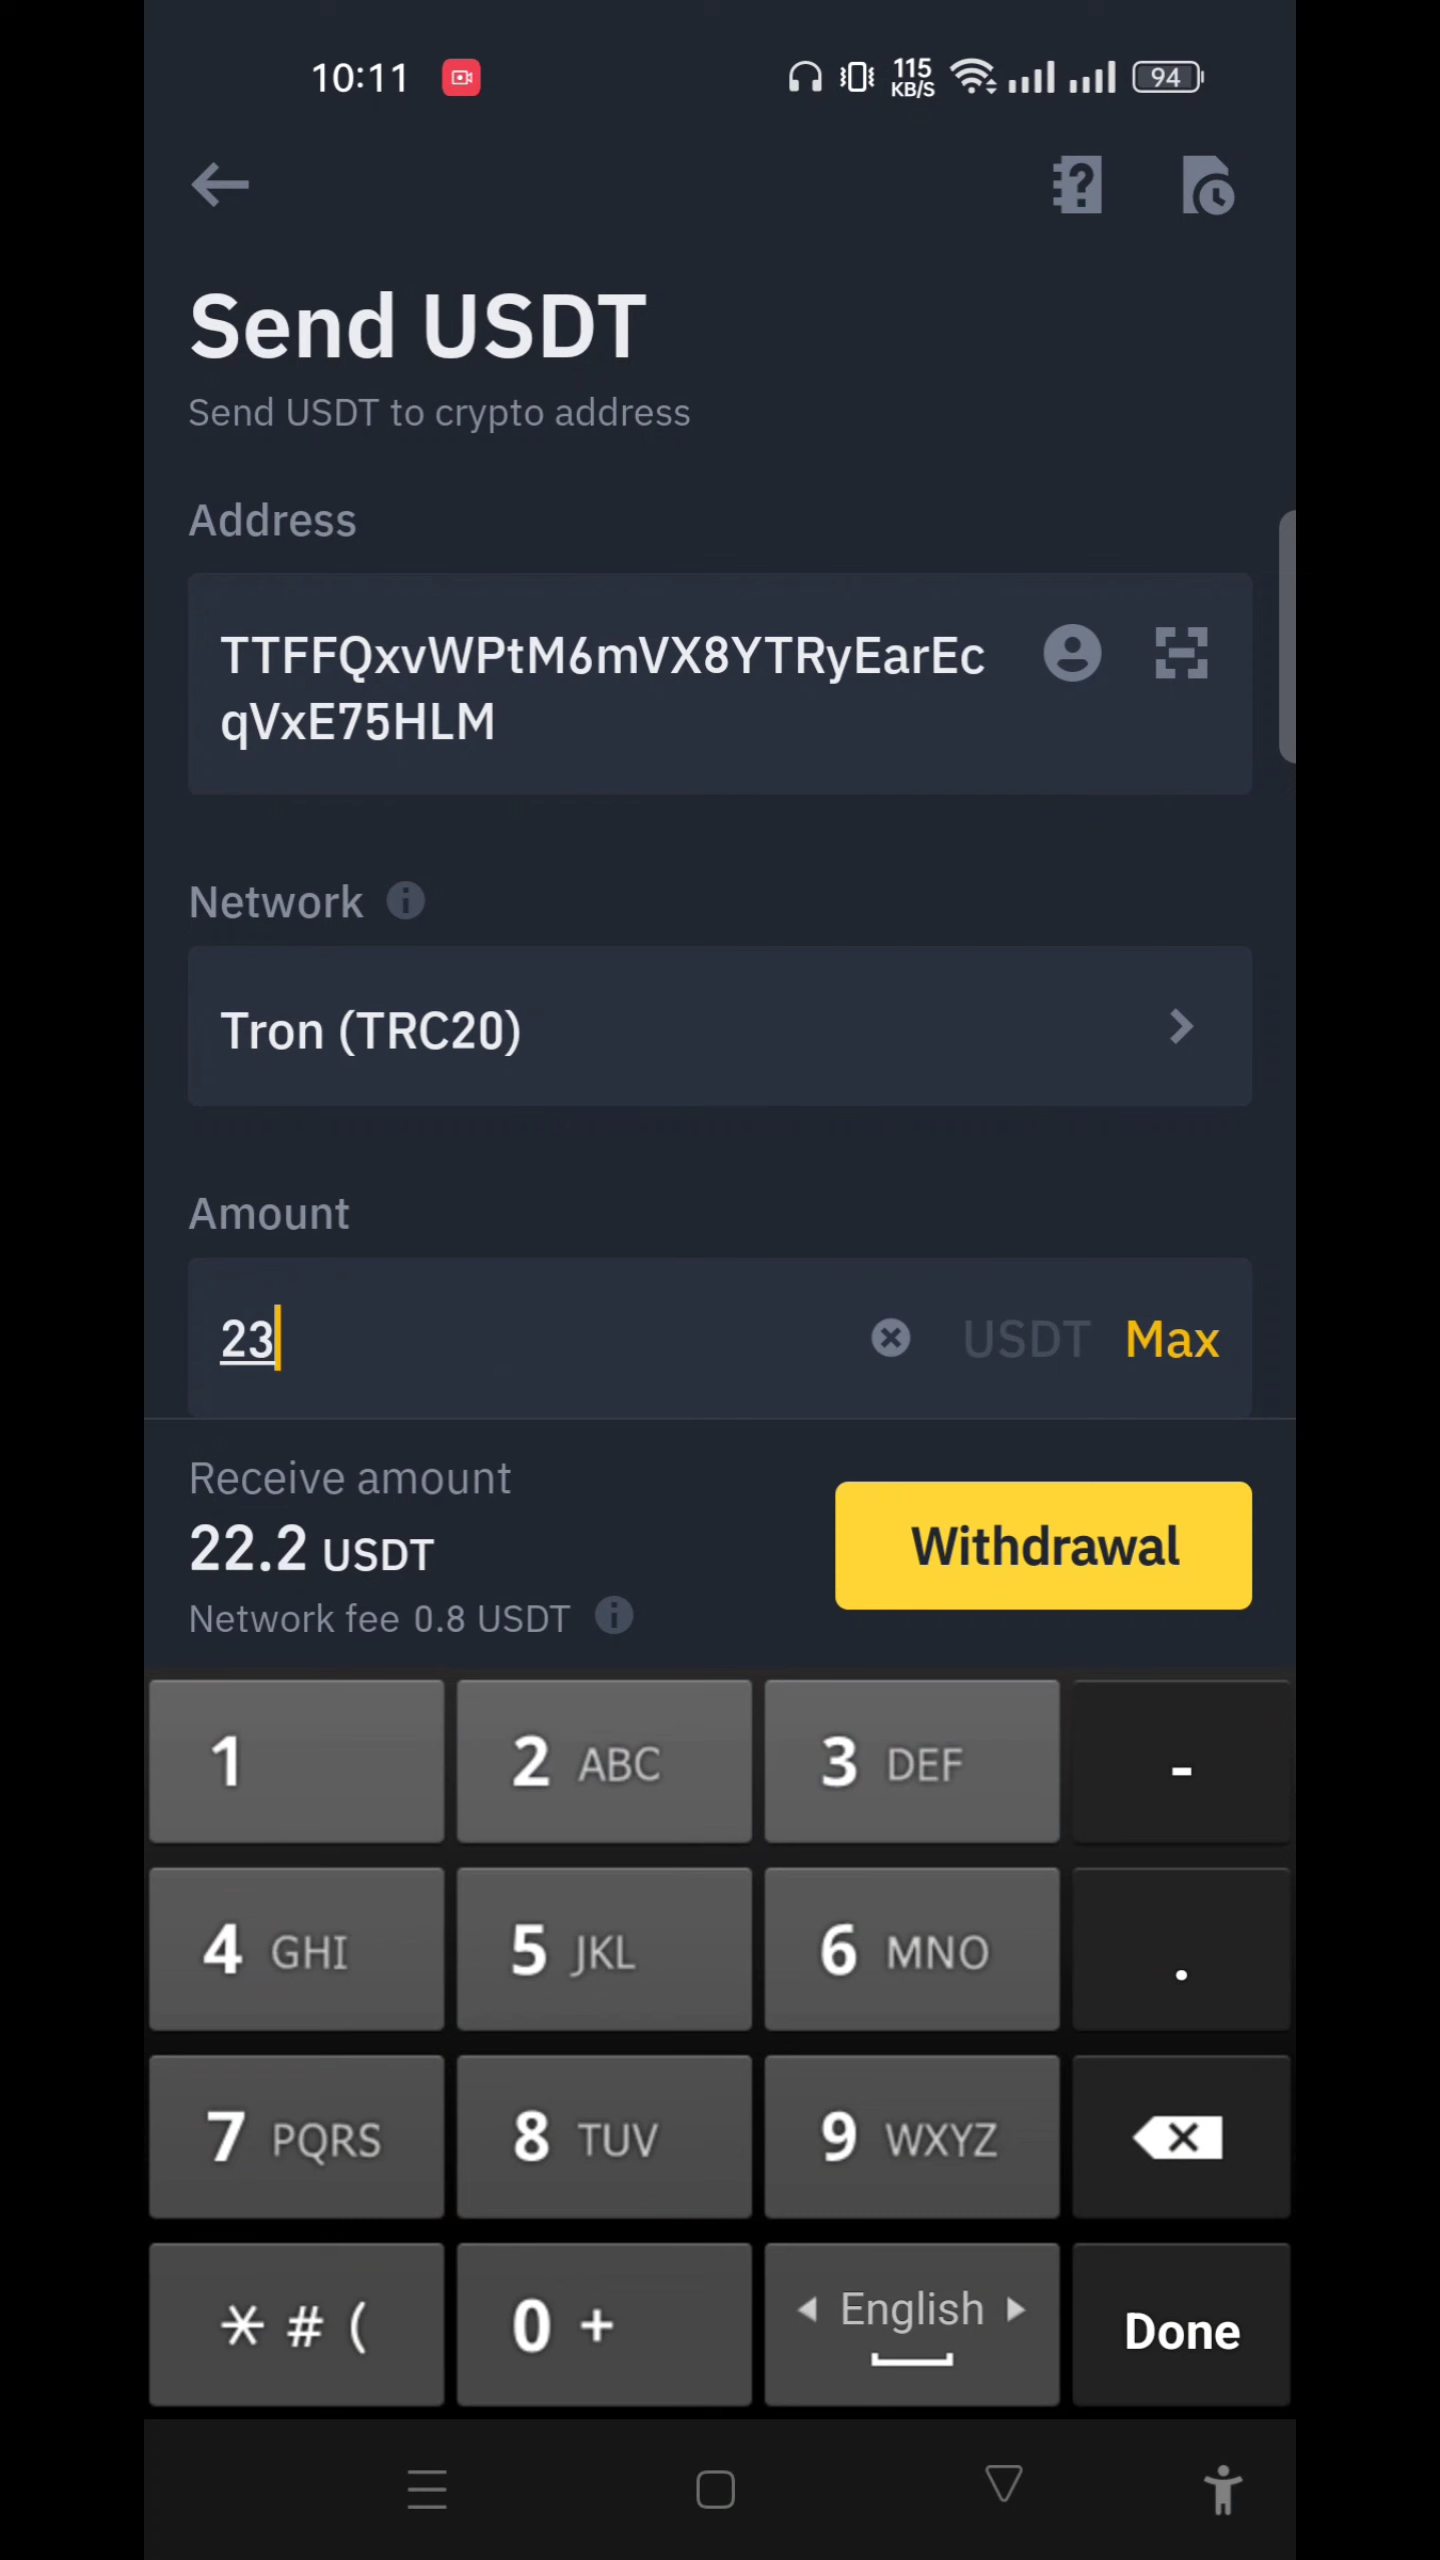 10:11
115
KB/S
94
Send USDT
Send USDT to crypto address
Address
TTFFQxvWPtM6mVX8YTRyEarEc
qVxE75HLM
Network
Tron (TRC20)
Amount
23 USDT Max
Receive amount
22.2 USDT
Network fee 0.8 USDT
Withdrawal
1 2 ABC 3 DEF -
4 GHI 5 JKL 6 MNO .
7 PQRS 8 TUV 9 WXYZ
* # ( 0 + English Done